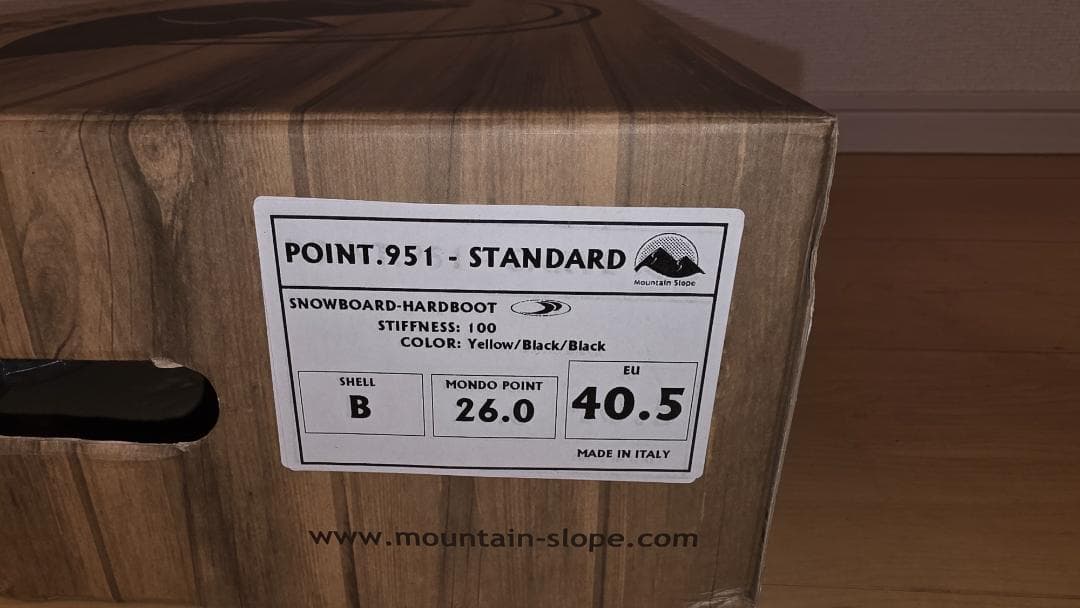 POINT.951 - STANDARD
Mountain Slope
SNOWBOARD-HARDBOOT
STIFFNESS: 100
COLOR: Yellow/Black/Black
SHELL
B
MONDO POINT
26.0
EU
40.5
MADE IN ITALY
www.mountain-slope.com